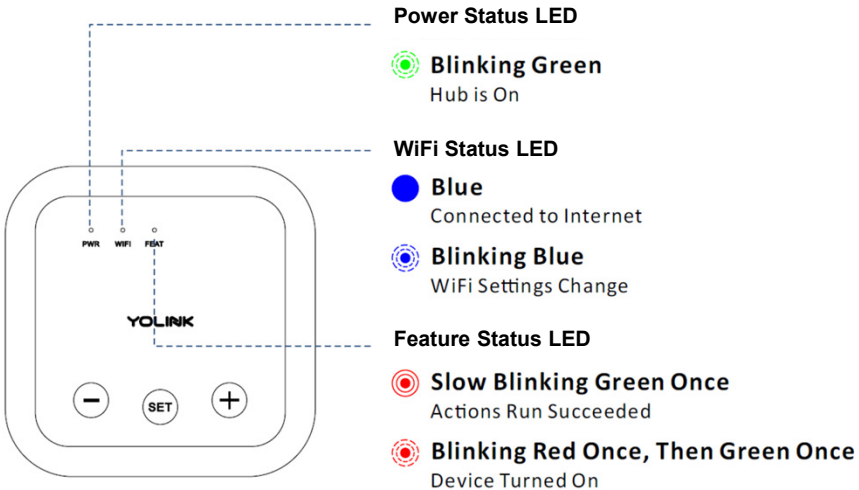 Power Status LED
Blinking Green
Hub is On
WiFi Status LED
Blue
Connected to Internet
Blinking Blue
WiFi Settings Change
Feature Status LED
Slow Blinking Green Once
Actions Run Succeeded
Blinking Red Once, Then Green Once
Device Turned On
PWR WIFI FEAT
YOLINK
− SET +